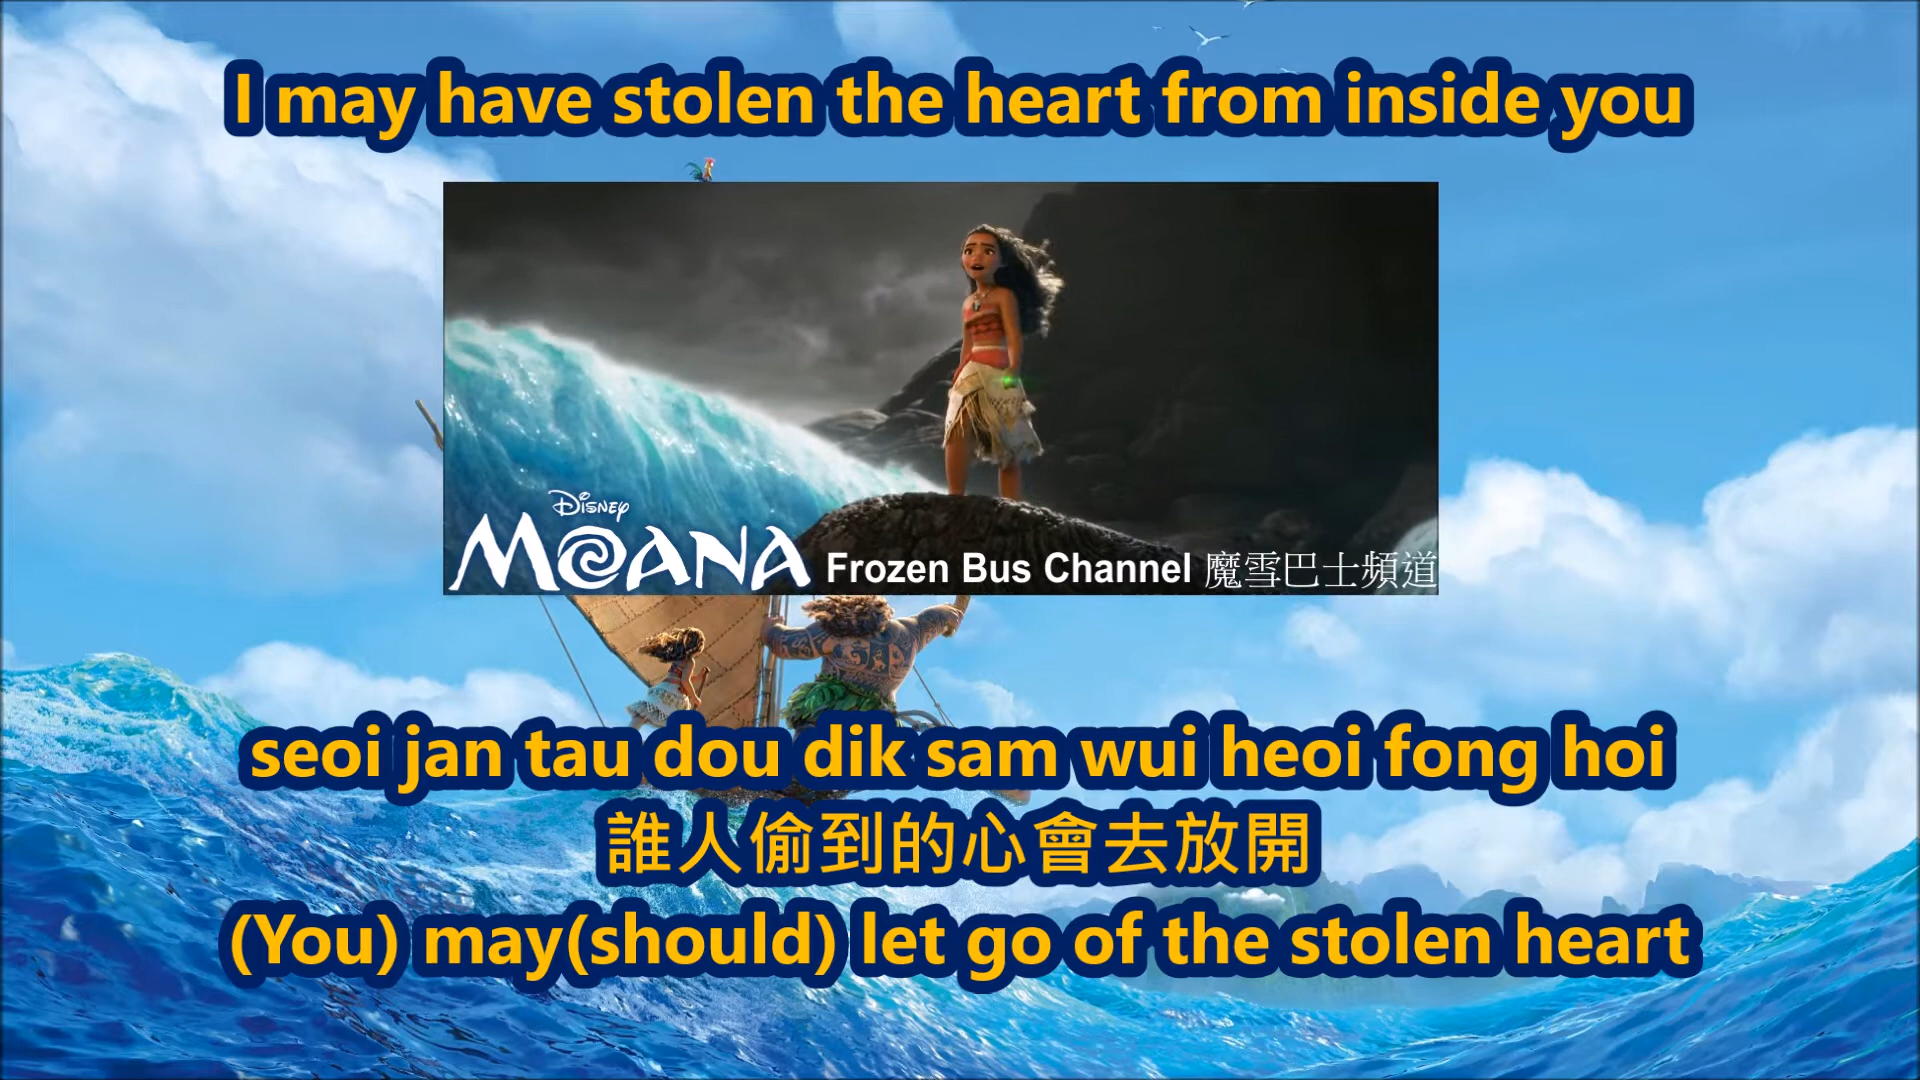 I may have stolen the heart from inside you
Disney
MOANA
Frozen Bus Channel 魔雪巴士頻道
seoi jan tau dou dik sam wui heoi fong hoi
誰人偷到的心會去放開
(You) may(should) let go of the stolen heart